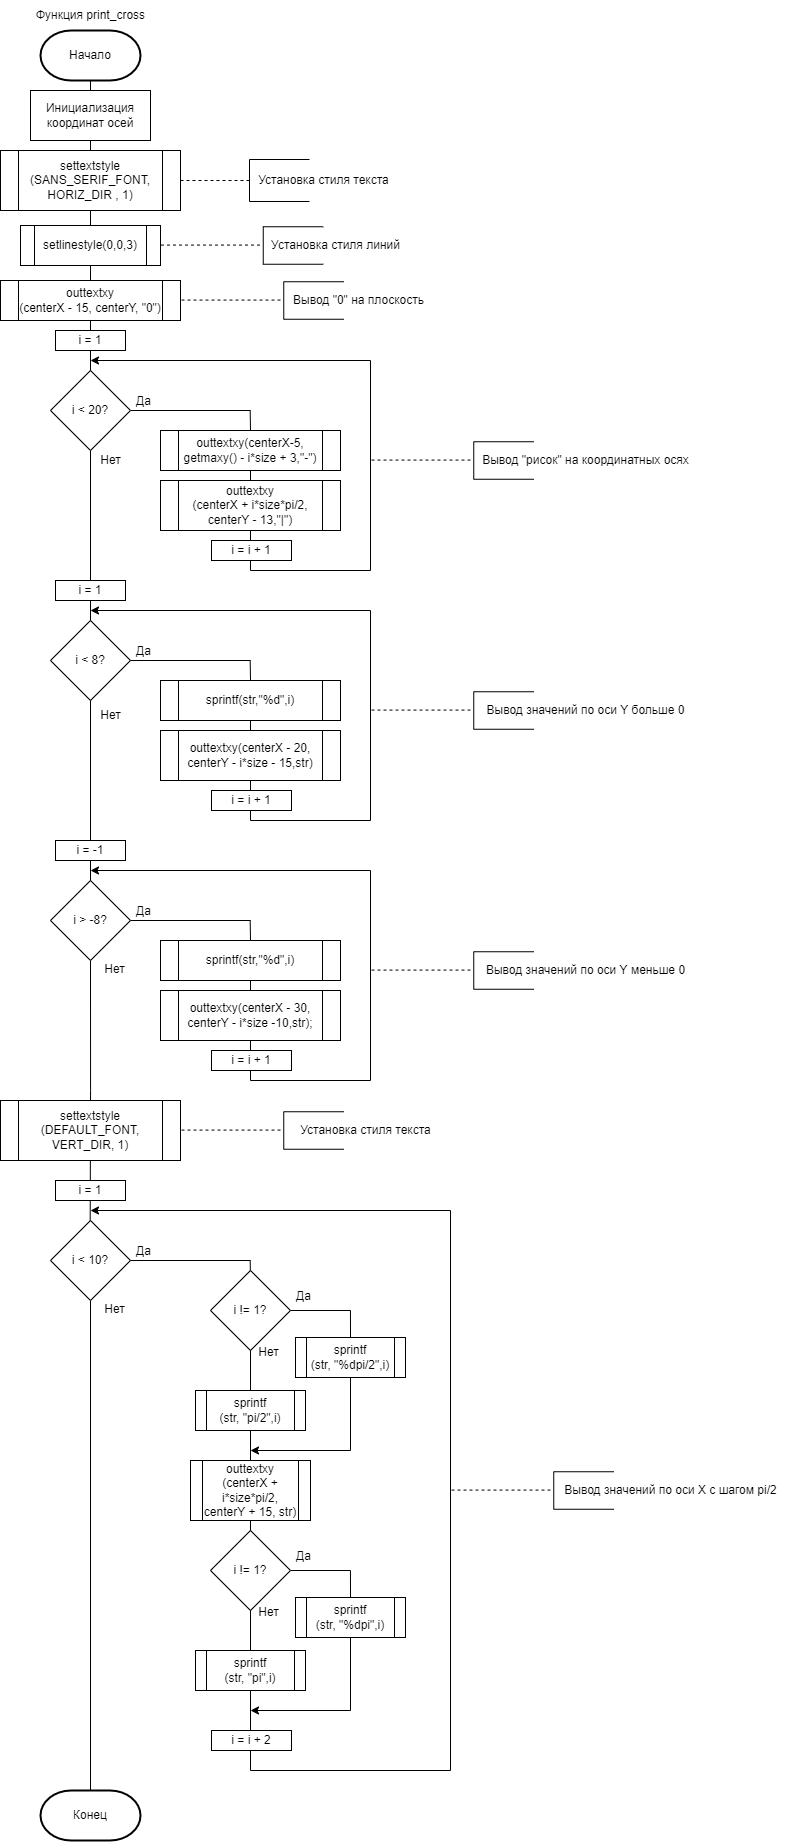 Функция print_cross
Начало
Инициализация
координат осей
settextstyle
(SANS_SERIF_FONT,
HORIZ_DIR , 1)
Установка стиля текста
setlinestyle(0,0,3)
Установка стиля линий
outtextxy
(centerX - 15, centerY, "0")
Вывод "0" на плоскость
i = 1
i < 20?
Да
Нет
outtextxy(centerX-5,
getmaxy() - i*size + 3,"-")
Вывод "рисок" на координатных осях
outtextxy
(centerX + i*size*pi/2,
centerY - 13,"|")
i = i + 1
i = 1
i < 8?
Да
Нет
sprintf(str,"%d",i)
Вывод значений по оси Y больше 0
outtextxy(centerX - 20,
centerY - i*size - 15,str)
i = i + 1
i = -1
i > -8?
Да
Нет
sprintf(str,"%d",i)
Вывод значений по оси Y меньше 0
outtextxy(centerX - 30,
centerY - i*size -10,str);
i = i + 1
settextstyle
(DEFAULT_FONT,
VERT_DIR, 1)
Установка стиля текста
i = 1
i < 10?
Да
Нет
i != 1?
Да
Нет
sprintf
(str, "%dpi/2",i)
sprintf
(str, "pi/2",i)
outtextxy
(centerX +
i*size*pi/2,
centerY + 15, str)
Вывод значений по оси X с шагом pi/2
i != 1?
Да
Нет
sprintf
(str, "%dpi",i)
sprintf
(str, "pi",i)
i = i + 2
Конец